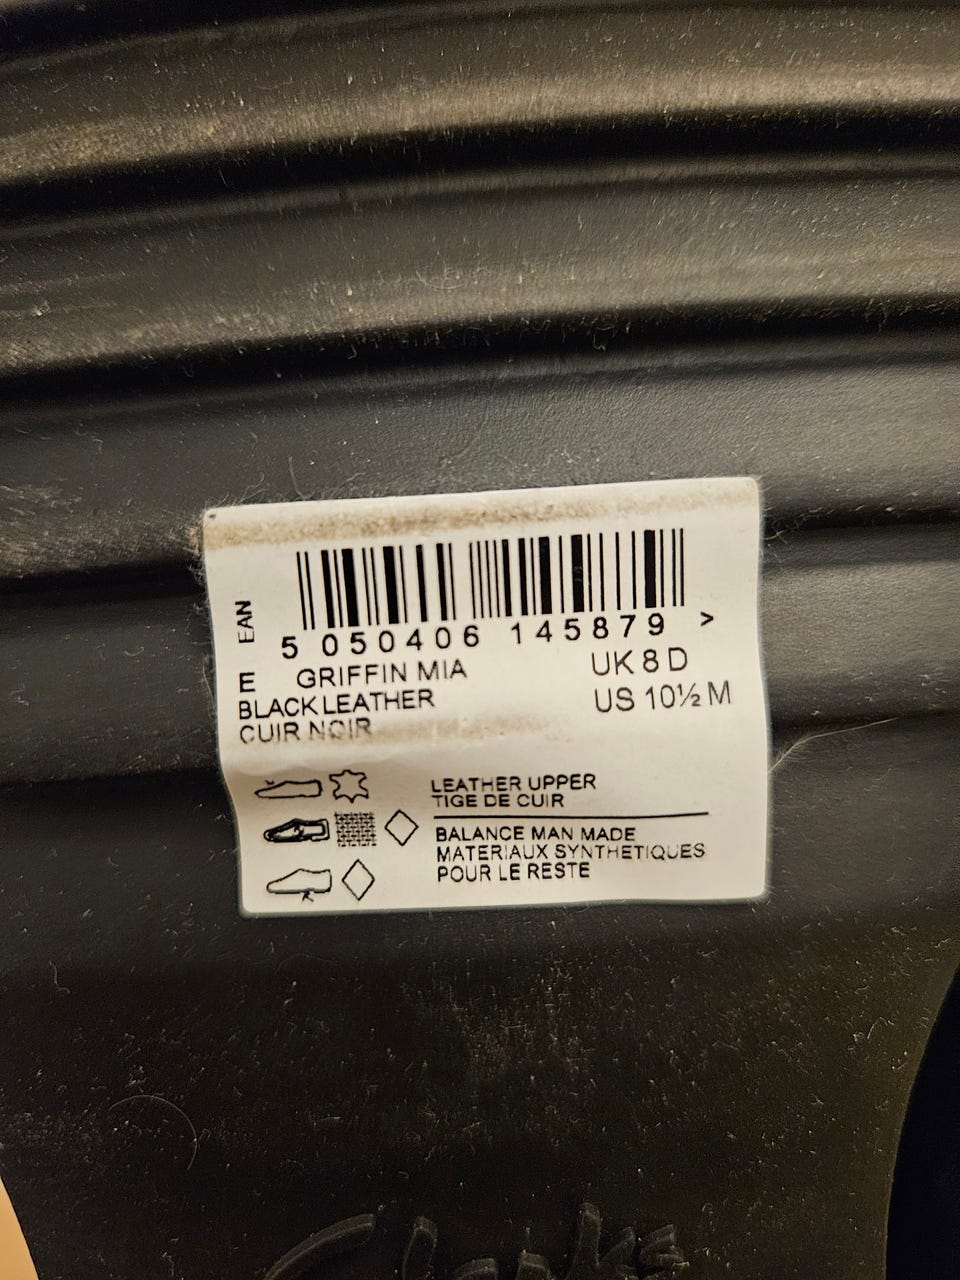 EAN
5 050406 145879 >
E GRIFFIN MIA UK 8 D
BLACK LEATHER US 10½ M
CUIR NOIR
LEATHER UPPER
TIGE DE CUIR
BALANCE MAN MADE
MATERIAUX SYNTHETIQUES
POUR LE RESTE
Clarks